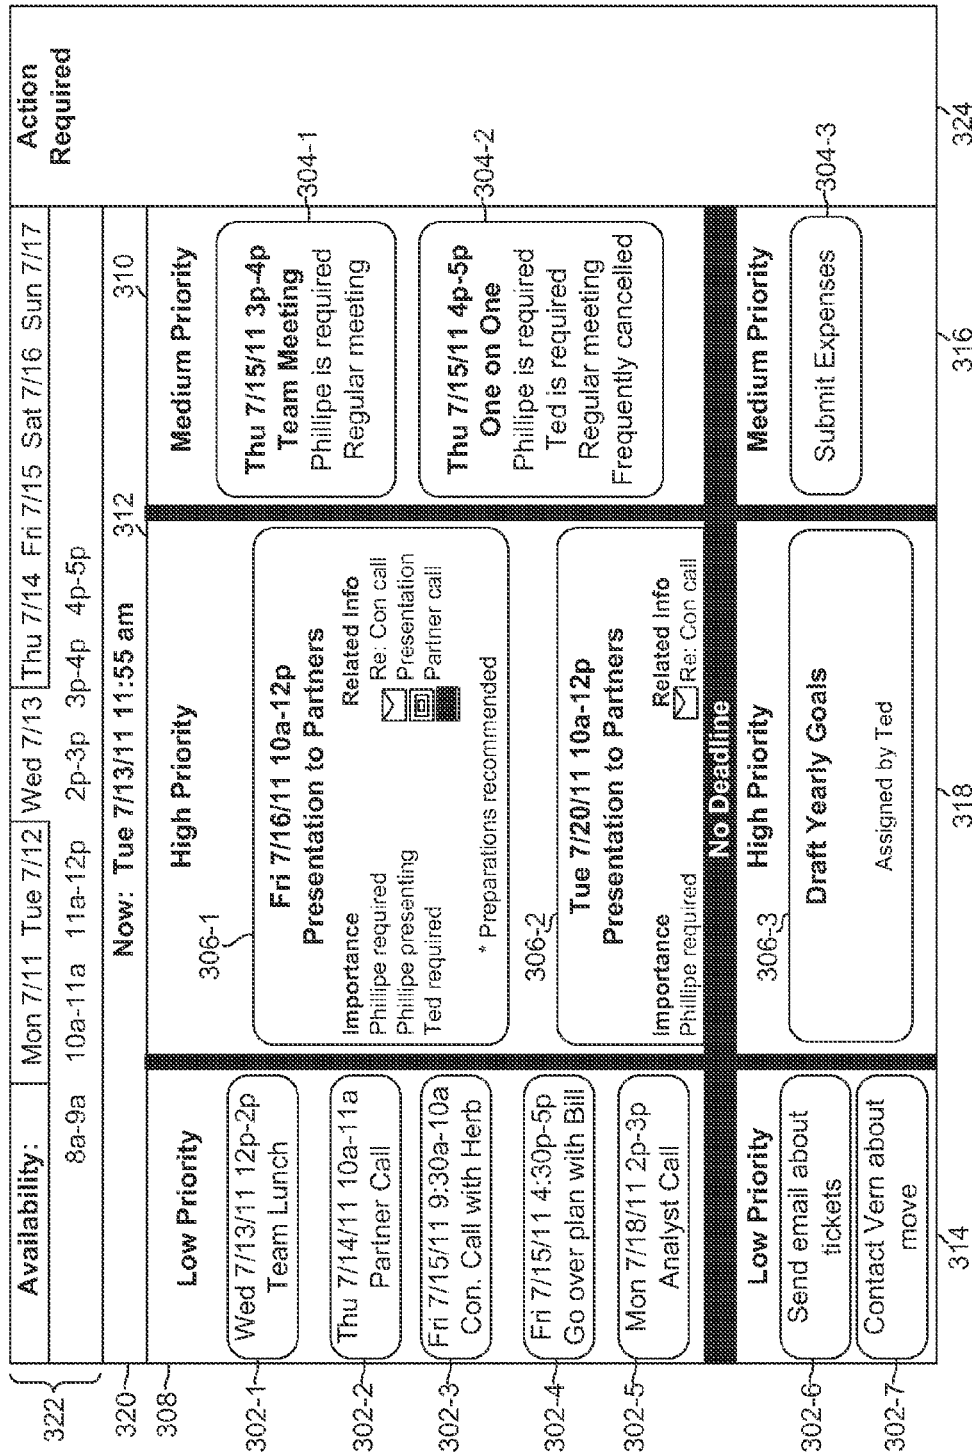 Availability:
Mon 7/11
Tue 7/12
Wed 7/13
Thu 7/14
Fri 7/15
Sat 7/16
Sun 7/17
Action
Required
8a-9a
10a-11a
11a-12p
2p-3p
3p-4p
4p-5p
Now: Tue 7/13/11 11:55 am
322
320
308
312
310
Low Priority
Wed 7/13/11 12p-2p
Team Lunch
302-1
Thu 7/14/11 10a-11a
Partner Call
302-2
Fri 7/15/11 9:30a-10a
Con. Call with Herb
302-3
Fri 7/15/11 4:30p-5p
Go over plan with Bill
302-4
Mon 7/18/11 2p-3p
Analyst Call
302-5
High Priority
306-1
Fri 7/16/11 10a-12p
Presentation to Partners
Importance
Phillipe required
Phillipe presenting
Ted required
Related Info
Re: Con call
Presentation
Partner call
* Preparations recommended
306-2
Tue 7/20/11 10a-12p
Presentation to Partners
Importance
Phillipe required
Related Info
Re: Con call
Medium Priority
Thu 7/15/11 3p-4p
Team Meeting
Phillipe is required
Regular meeting
304-1
Thu 7/15/11 4p-5p
One on One
Phillipe is required
Ted is required
Regular meeting
Frequently cancelled
304-2
No Deadline
Low Priority
Send email about
tickets
302-6
Contact Vern about
move
302-7
High Priority
306-3
Draft Yearly Goals
Assigned by Ted
Medium Priority
Submit Expenses
304-3
314
318
316
324